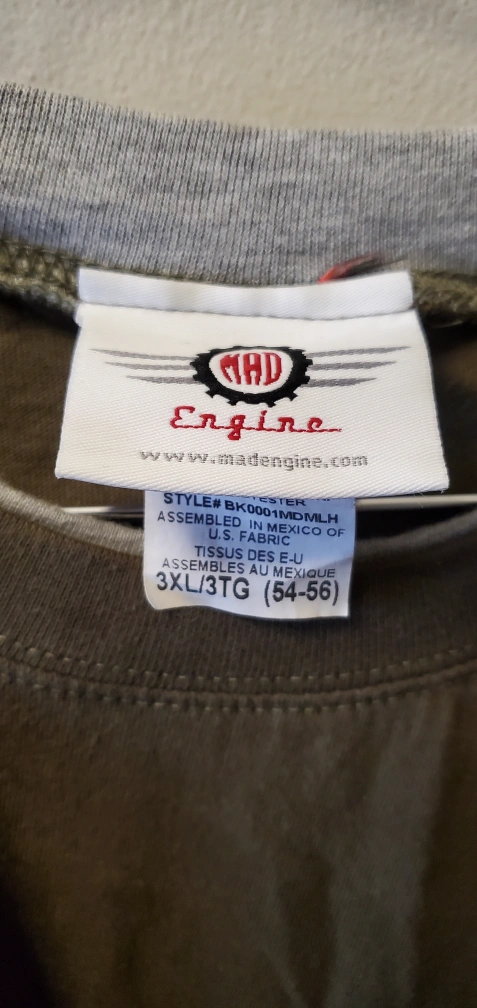 MAD
Engine
www.madengine.com
STYLE# BK0001MDMLH
ASSEMBLED IN MEXICO OF
U.S. FABRIC
TISSUS DES E-U
ASSEMBLES AU MEXIQUE
3XL/3TG (54-56)